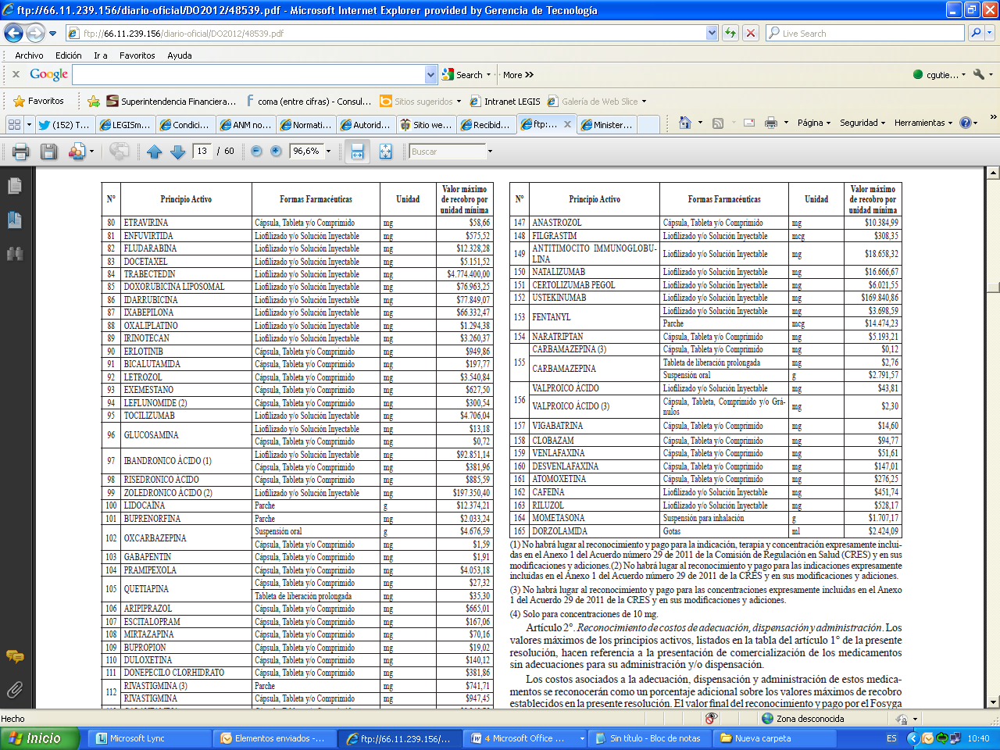 ftp://66.11.239.156/diario-oficial/DO2012/48539.pdf - Microsoft Internet Explorer provided by Gerencia de Tecnología
ftp://66.11.239.156/diario-oficial/DO2012/48539.pdf
Live Search
Archivo Edición Ir a Favoritos Ayuda
Google Search More cgutie...
Favoritos Superintendencia Financiera... coma (entre cifras) - Consul... Sitios sugeridos Intranet LEGIS Galería de Web Slice
(152) T... LEGISm... Condici... ANM no... Normati... Autorid... Sitio we... Recibid... ftp:... Minister... Página Seguridad Herramientas
13 / 60 96,6% Buscar
N° Principio Activo Formas Farmacéuticas Unidad Valor máximo de recobro por unidad mínima
80 ETRAVIRINA Cápsula, Tableta y/o Comprimido mg $58,66
81 ENFUVIRTIDA Liofilizado y/o Solución Inyectable mg $575,52
82 FLUDARABINA Liofilizado y/o Solución Inyectable mg $12.328,28
83 DOCETAXEL Liofilizado y/o Solución Inyectable mg $5.151,52
84 TRABECTEDIN Liofilizado y/o Solución Inyectable mg $4.774.400,00
85 DOXORUBICINA LIPOSOMAL Liofilizado y/o Solución Inyectable mg $76.963,25
86 IDARRUBICINA Liofilizado y/o Solución Inyectable mg $77.849,07
87 IXABEPILONA Liofilizado y/o Solución Inyectable mg $66.332,47
88 OXALIPLATINO Liofilizado y/o Solución Inyectable mg $1.294,38
89 IRINOTECAN Liofilizado y/o Solución Inyectable mg $3.260,37
90 ERLOTINIB Cápsula, Tableta y/o Comprimido mg $949,86
91 BICALUTAMIDA Cápsula, Tableta y/o Comprimido mg $197,77
92 LETROZOL Cápsula, Tableta y/o Comprimido mg $3.540,84
93 EXEMESTANO Cápsula, Tableta y/o Comprimido mg $627,50
94 LEFLUNOMIDE (2) Cápsula, Tableta y/o Comprimido mg $300,54
95 TOCILIZUMAB Liofilizado y/o Solución Inyectable mg $4.706,04
96 GLUCOSAMINA Liofilizado y/o Solución Inyectable mg $13,18
Cápsula, Tableta y/o Comprimido mg $0,72
97 IBANDRONICO ÁCIDO (1) Liofilizado y/o Solución Inyectable mg $92.851,14
Cápsula, Tableta y/o Comprimido mg $381,96
98 RISEDRONICO ACIDO Cápsula, Tableta y/o Comprimido mg $885,59
99 ZOLEDRONICO ÁCIDO (2) Liofilizado y/o Solución Inyectable mg $197.350,40
100 LIDOCAINA Parche g $12.374,21
101 BUPRENORFINA Parche mg $2.033,24
102 OXCARBAZEPINA Suspensión oral g $4.676,59
Cápsula, Tableta y/o Comprimido mg $1,59
103 GABAPENTIN Cápsula, Tableta y/o Comprimido mg $1,91
104 PRAMIPEXOLA Cápsula, Tableta y/o Comprimido mg $4.053,18
105 QUETIAPINA Cápsula, Tableta y/o Comprimido mg $27,32
Tableta de liberación prolongada mg $35,30
106 ARIPIPRAZOL Cápsula, Tableta y/o Comprimido mg $665,01
107 ESCITALOPRAM Cápsula, Tableta y/o Comprimido mg $167,06
108 MIRTAZAPINA Cápsula, Tableta y/o Comprimido mg $70,16
109 BUPROPION Cápsula, Tableta y/o Comprimido mg $19,02
110 DULOXETINA Cápsula, Tableta y/o Comprimido mg $140,12
111 DONEPECILO CLORHIDRATO Cápsula, Tableta y/o Comprimido mg $381,86
112 RIVASTIGMINA (3) Parche mg $741,71
RIVASTIGMINA Cápsula, Tableta y/o Comprimido mg $947,45
N° Principio Activo Formas Farmacéuticas Unidad Valor máximo de recobro por unidad mínima
147 ANASTROZOL Cápsula, Tableta y/o Comprimido mg $10.384,99
148 FILGRASTIM Liofilizado y/o Solución Inyectable mcg $308,35
149 ANTITIMOCITO IMMUNOGLOBU-
LINA Liofilizado y/o Solución Inyectable mg $18.658,32
150 NATALIZUMAB Liofilizado y/o Solución Inyectable mg $16.666,67
151 CERTOLIZUMAB PEGOL Liofilizado y/o Solución Inyectable mg $6.021,55
152 USTEKINUMAB Liofilizado y/o Solución Inyectable mg $169.840,86
153 FENTANYL Liofilizado y/o Solución Inyectable mg $3.698,59
Parche mcg $14.474,23
154 NARATRIPTAN Cápsula, Tableta y/o Comprimido mg $5.193,21
155 CARBAMAZEPINA (3) Cápsula, Tableta y/o Comprimido mg $0,12
CARBAMAZEPINA Tableta de liberación prolongada mg $2,76
Suspensión oral g $2.791,57
156 VALPROICO ÁCIDO Liofilizado y/o Solución Inyectable mg $43,81
VALPROICO ÁCIDO (3) Cápsula, Tableta, Comprimido y/o Grá-
nulos mg $2,30
157 VIGABATRINA Cápsula, Tableta y/o Comprimido mg $14,60
158 CLOBAZAM Cápsula, Tableta y/o Comprimido mg $94,77
159 VENLAFAXINA Cápsula, Tableta y/o Comprimido mg $51,61
160 DESVENLAFAXINA Cápsula, Tableta y/o Comprimido mg $147,01
161 ATOMOXETINA Cápsula, Tableta y/o Comprimido mg $276,25
162 CAFEINA Liofilizado y/o Solución Inyectable mg $451,74
163 RILUZOL Liofilizado y/o Solución Inyectable mg $528,17
164 MOMETASONA Suspensión para inhalación g $1.707,17
165 DORZOLAMIDA Gotas ml $2.424,09
(1) No habrá lugar al reconocimiento y pago para la indicación, terapia y concentración expresamente inclui-
das en el Anexo 1 del Acuerdo número 29 de 2011 de la Comisión de Regulación en Salud (CRES) y en sus
modificaciones y adiciones.(2) No habrá lugar al reconocimiento y pago para las indicaciones expresamente
incluidas en el Anexo 1 del Acuerdo número 29 de 2011 de la CRES y en sus modificaciones y adiciones.
(3) No habrá lugar al reconocimiento y pago para las concentraciones expresamente incluidas en el Anexo
1 del Acuerdo 29 de 2011 de la CRES y en sus modificaciones y adiciones.
(4) Solo para concentraciones de 10 mg.
Artículo 2°. Reconocimiento de costos de adecuación, dispensación y administración. Los
valores máximos de los principios activos, listados en la tabla del artículo 1° de la presente
resolución, hacen referencia a la presentación de comercialización de los medicamentos
sin adecuaciones para su administración y/o dispensación.
Los costos asociados a la adecuación, dispensación y administración de estos medica-
mentos se reconocerán como un porcentaje adicional sobre los valores máximos de recobro
establecidos en la presente resolución. El valor final del reconocimiento y pago por el Fosyga
Hecho Zona desconocida
Inicio Microsoft Lync Elementos enviados -... ftp://66.11.239.156/... 4 Microsoft Office ... Sin título - Bloc de notas Nueva carpeta ES 10:40